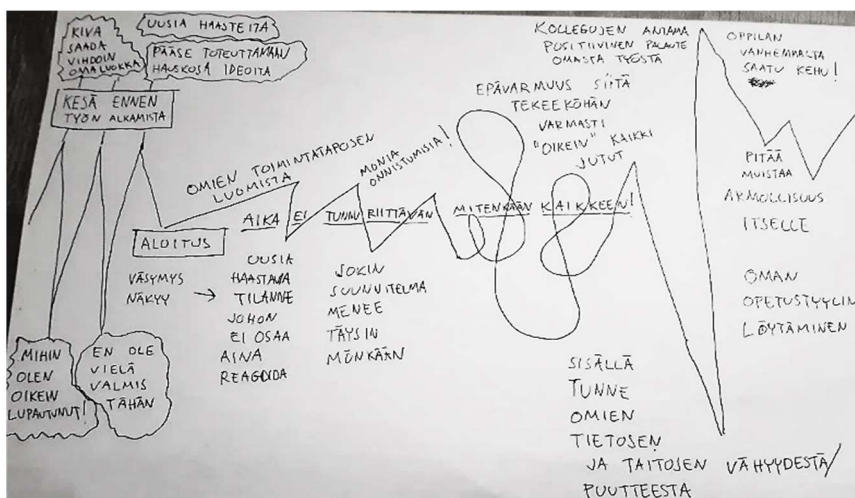 KIVA
SAADA
VIHDOIN
OMA LUOKKA
UUSIA HAASTEITA
PÄÄSE TOTEUTTAMAAN
HAUSKOJA IDEOITA
KESÄ ENNEN
TYÖN ALKAMISTA
MIHIN
OLEN
OIKEIN
LUPAUTUNUT!
EN OLE
VIELÄ
VALMIS
TÄHÄN
ALOITUS
VÄSYMYS
NÄKYY →
OMIEN TOIMINTATAPOJEN
LUOMISTA
MONIA
ONNISTUMISIA!
AIKA EI TUNNU RIITTÄVÄN MITENKÄÄN KAIKKEEN!
UUSIA
HAASTAVIA
TILANNE
JOHON
EI OSAA
AINA
REAGOIDA
JOKIN
SUUNNITELMA
MENEE
TÄYSIN
MÖNKÄÄN
EPÄVARMUUS SIITÄ
TEKEEKÖHÄN
VARMASTI
"OIKEIN" KAIKKI
JUTUT
KOLLEGOJEN ANTAMA
POSITIIVINEN PALAUTE
OMASTA TYÖSTÄ
SISÄLLÄ
TUNNE
OMIEN
TIETOJEN
JA TAITOJEN VÄHYYDESTÄ/
PUUTTEESTA
OPPILAN
VANHEMMALTA
SAATU KEHU!
PITÄÄ
MUISTAA
ARMOLLISUUS
ITSELLE
OMAN
OPETUSTYYLIN
LÖYTÄMINEN